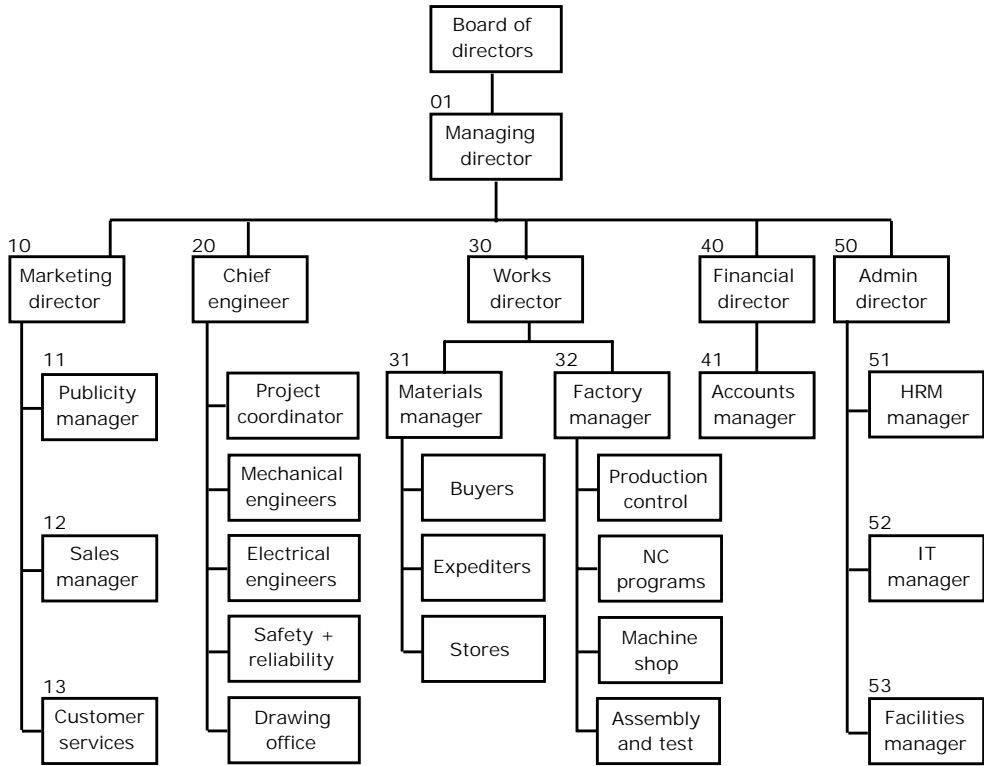 Board of
directors
01
Managing
director
10
Marketing
director
11
Publicity
manager
12
Sales
manager
13
Customer
services
20
Chief
engineer
Project
coordinator
Mechanical
engineers
Electrical
engineers
Safety +
reliability
Drawing
office
30
Works
director
31
Materials
manager
Buyers
Expediters
Stores
32
Factory
manager
Production
control
NC
programs
Machine
shop
Assembly
and test
40
Financial
director
41
Accounts
manager
50
Admin
director
51
HRM
manager
52
IT
manager
53
Facilities
manager